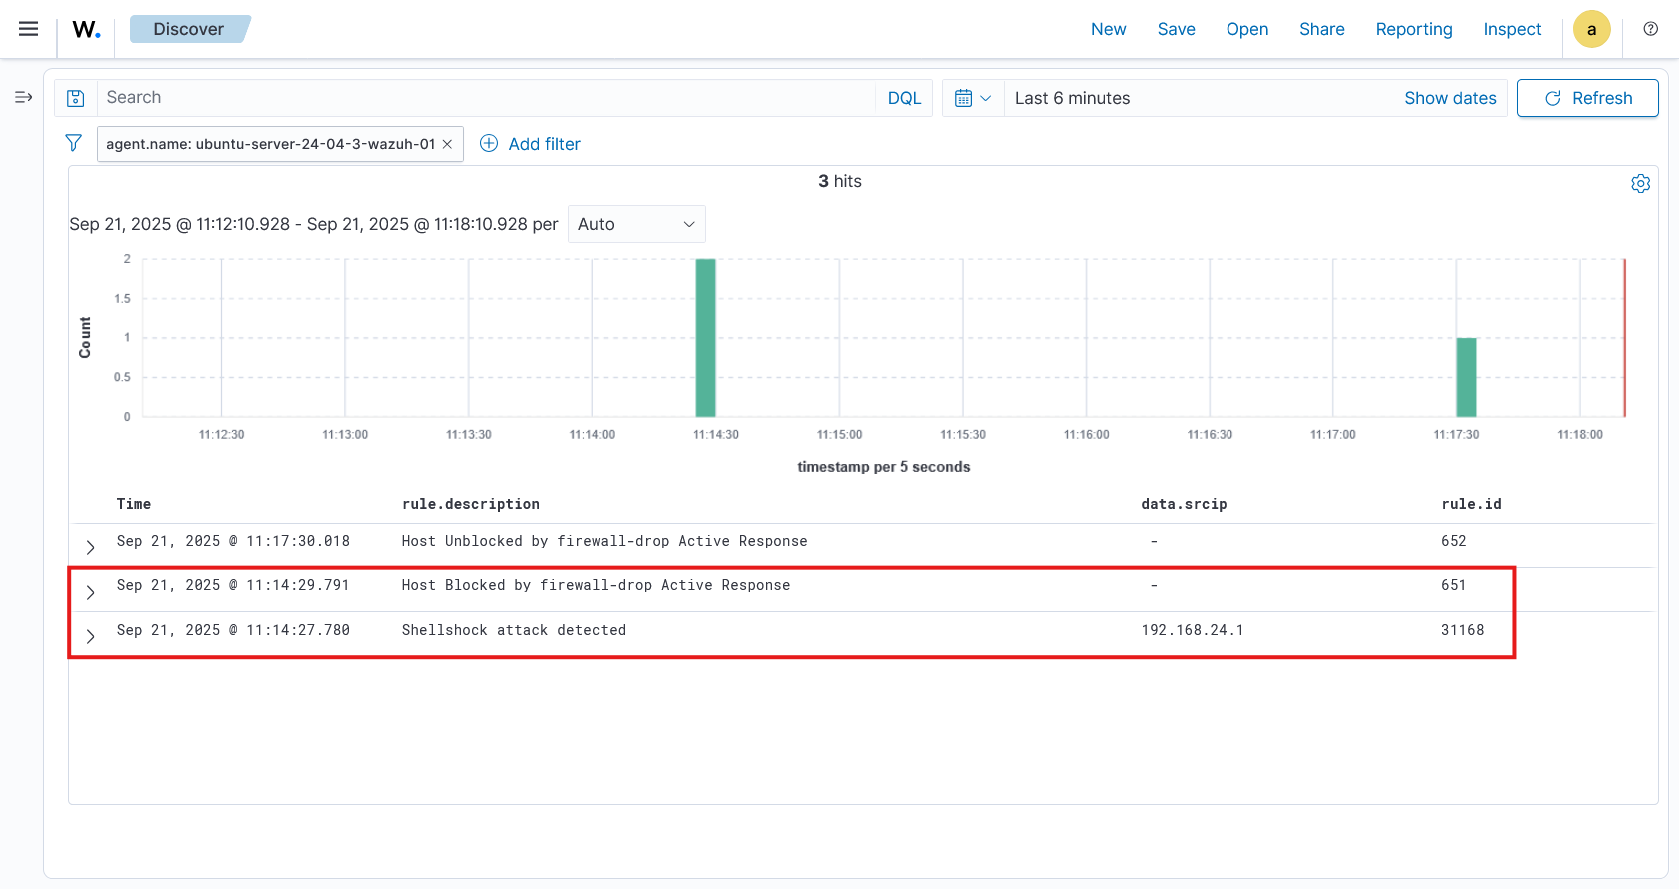 W. Discover New Save Open Share Reporting Inspect a
Search DQL Last 6 minutes Show dates Refresh
agent.name: ubuntu-server-24-04-3-wazuh-01 Add filter
3 hits
Sep 21, 2025 @ 11:12:10.928 - Sep 21, 2025 @ 11:18:10.928 per Auto
2
1.5
1
0.5
0
Count
11:12:30 11:13:00 11:13:30 11:14:00 11:14:30 11:15:00 11:15:30 11:16:00 11:16:30 11:17:00 11:17:30 11:18:00
timestamp per 5 seconds
Time rule.description data.srcip rule.id
Sep 21, 2025 @ 11:17:30.018 Host Unblocked by firewall-drop Active Response - 652
Sep 21, 2025 @ 11:14:29.791 Host Blocked by firewall-drop Active Response - 651
Sep 21, 2025 @ 11:14:27.780 Shellshock attack detected 192.168.24.1 31168